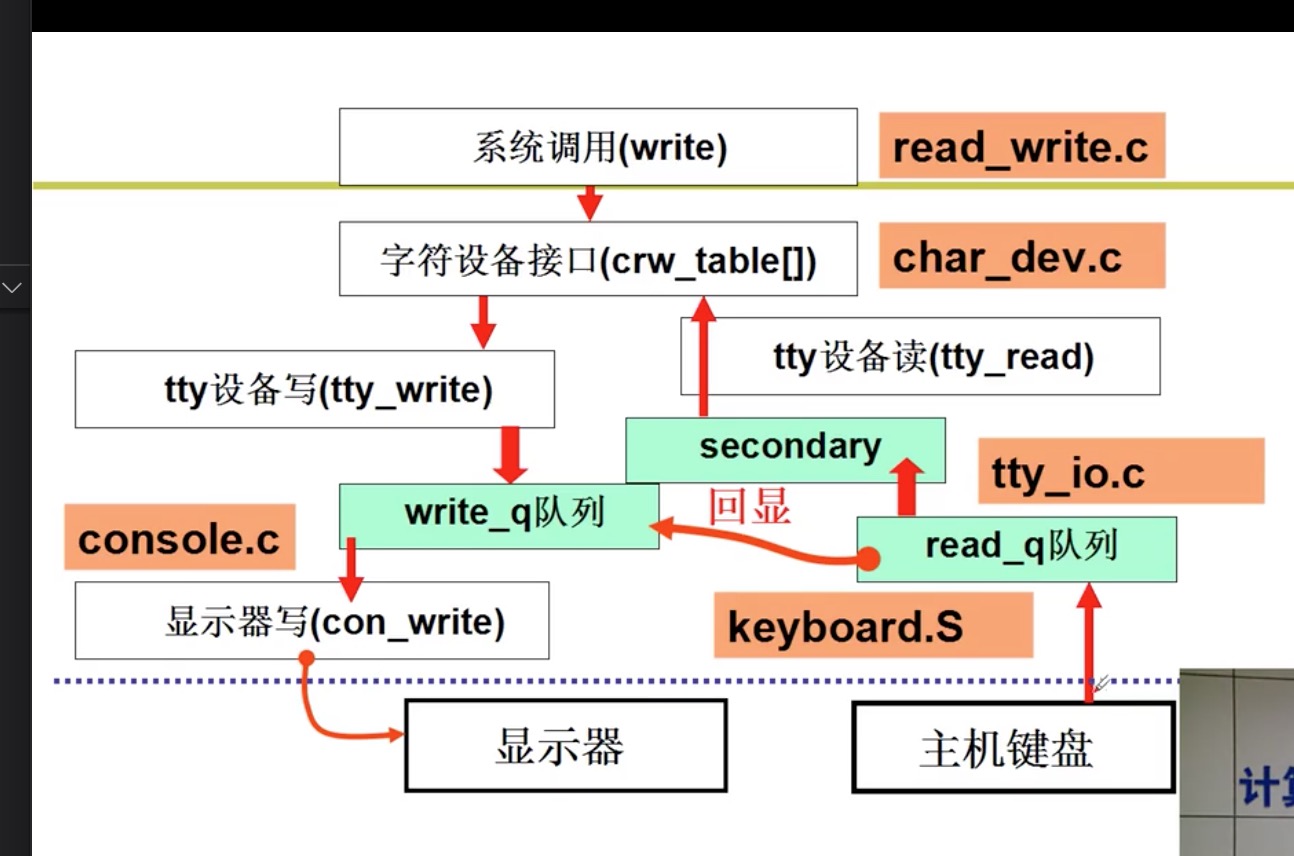 系统调用(write)
read_write.c
字符设备接口(crw_table[])
char_dev.c
tty设备写(tty_write)
tty设备读(tty_read)
secondary
tty_io.c
write_q队列
回显
read_q队列
console.c
显示器写(con_write)
keyboard.S
显示器
主机键盘
计